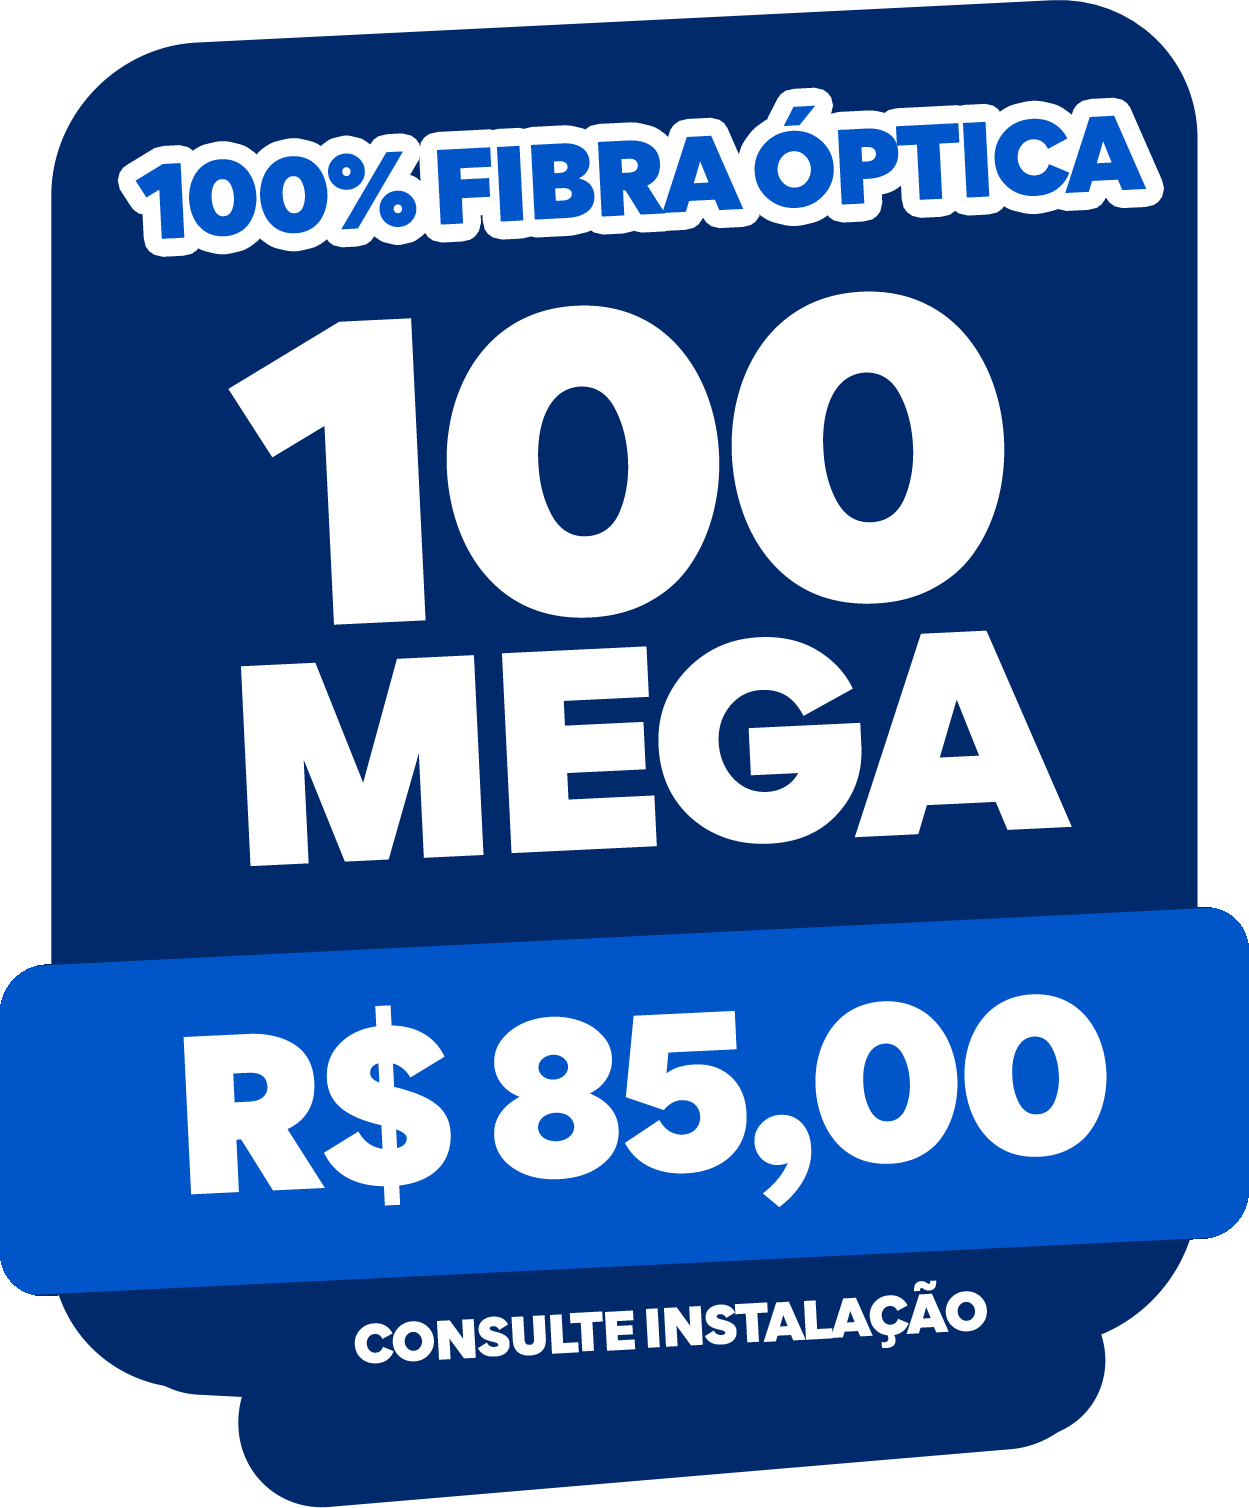 100% FIBRA ÓPTICA
100
MEGA
R$ 85,00
CONSULTE INSTALAÇÃO